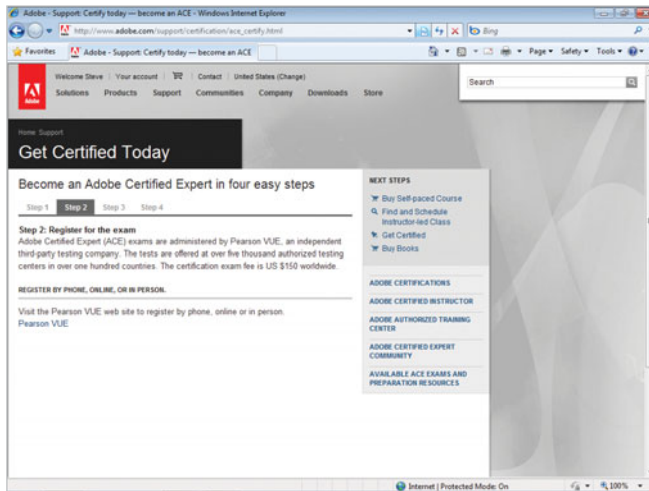 Adobe - Support: Certify today — become an ACE - Windows Internet Explorer
http://www.adobe.com/support/certification/ace_certify.html
Bing
Favorites
Adobe - Support: Certify today — become an ACE
Page
Safety
Tools
Welcome Steve | Your account | Contact | United States (Change)
Search
Adobe
Solutions Products Support Communities Company Downloads Store
Home Support
Get Certified Today
Become an Adobe Certified Expert in four easy steps
Step 1 Step 2 Step 3 Step 4
Step 2: Register for the exam
Adobe Certified Expert (ACE) exams are administered by Pearson VUE, an independent
third-party testing company. The tests are offered at over five thousand authorized testing
centers in over one hundred countries. The certification exam fee is US $150 worldwide.
REGISTER BY PHONE, ONLINE, OR IN PERSON.
Visit the Pearson VUE web site to register by phone, online or in person.
Pearson VUE
NEXT STEPS
Buy Self-paced Course
Find and Schedule
Instructor-led Class
Get Certified
Buy Books
ADOBE CERTIFICATIONS
ADOBE CERTIFIED INSTRUCTOR
ADOBE AUTHORIZED TRAINING
CENTER
ADOBE CERTIFIED EXPERT
COMMUNITY
AVAILABLE ACE EXAMS AND
PREPARATION RESOURCES
Internet | Protected Mode: On
100%